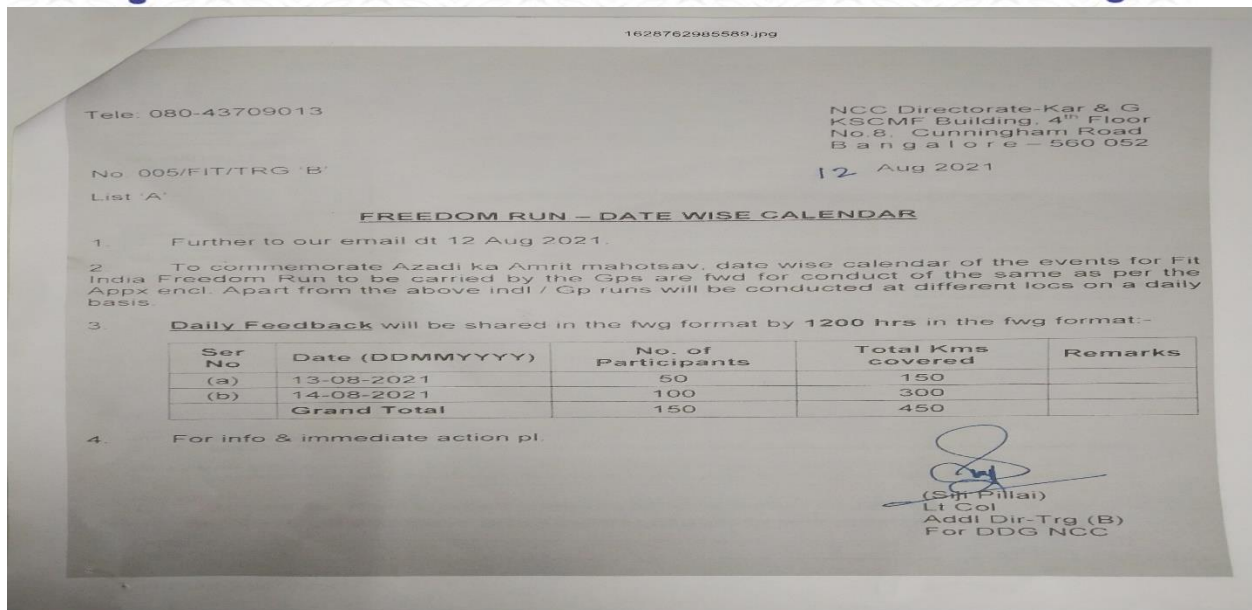 1628762985589.jpg
Tele: 080-43709013
NCC Directorate-Kar & G
KSCMF Building, 4th Floor
No.8, Cunningham Road
Bangalore – 560 052
No. 005/FIT/TRG 'B'
12 Aug 2021
List 'A'
FREEDOM RUN – DATE WISE CALENDAR
1. Further to our email dt 12 Aug 2021.
2. To commemorate Azadi ka Amrit mahotsav, date wise calendar of the events for Fit
India Freedom Run to be carried by the Gps are fwd for conduct of the same as per the
Appx encl. Apart from the above indl / Gp runs will be conducted at different locs on a daily
basis.
3. Daily Feedback will be shared in the fwg format by 1200 hrs in the fwg format:-
Ser No Date (DDMMYYYY) No. of Participants Total Kms covered Remarks
(a) 13-08-2021 50 150
(b) 14-08-2021 100 300
Grand Total 150 450
4. For info & immediate action pl.
(Siji Pillai)
Lt Col
Addl Dir-Trg (B)
For DDG NCC